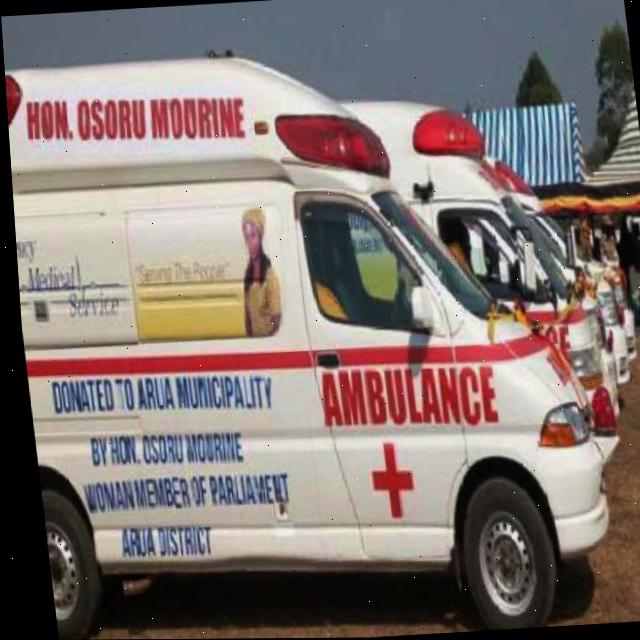 HON. OSORU MOURINE
Medical
Service
"Serving The People"
DONATED TO ARUA MUNICIPALITY
BY HON. OSORU MOURINE
WOMAN MEMBER OF PARLIAMENT
ARUA DISTRICT
AMBULANCE